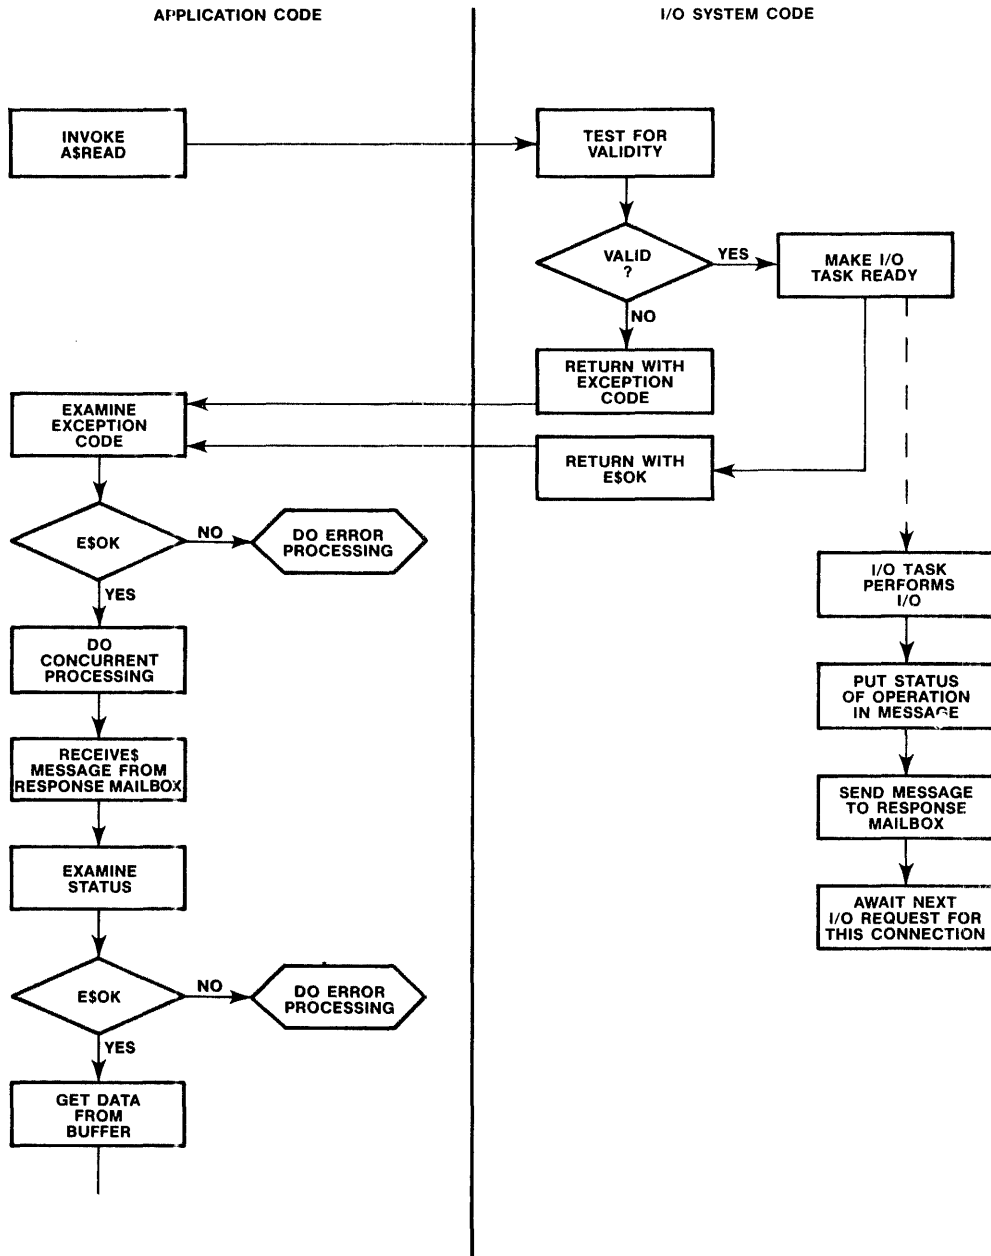 APPLICATION CODE
I/O SYSTEM CODE
INVOKE
A$READ
TEST FOR
VALIDITY
VALID
?
YES
MAKE I/O
TASK READY
NO
RETURN WITH
EXCEPTION
CODE
EXAMINE
EXCEPTION
CODE
RETURN WITH
E$OK
E$OK
NO
DO ERROR
PROCESSING
YES
I/O TASK
PERFORMS
I/O
DO
CONCURRENT
PROCESSING
PUT STATUS
OF OPERATION
IN MESSAGE
RECEIVE$
MESSAGE FROM
RESPONSE MAILBOX
SEND MESSAGE
TO RESPONSE
MAILBOX
EXAMINE
STATUS
AWAIT NEXT
I/O REQUEST FOR
THIS CONNECTION
E$OK
NO
DO ERROR
PROCESSING
YES
GET DATA
FROM
BUFFER